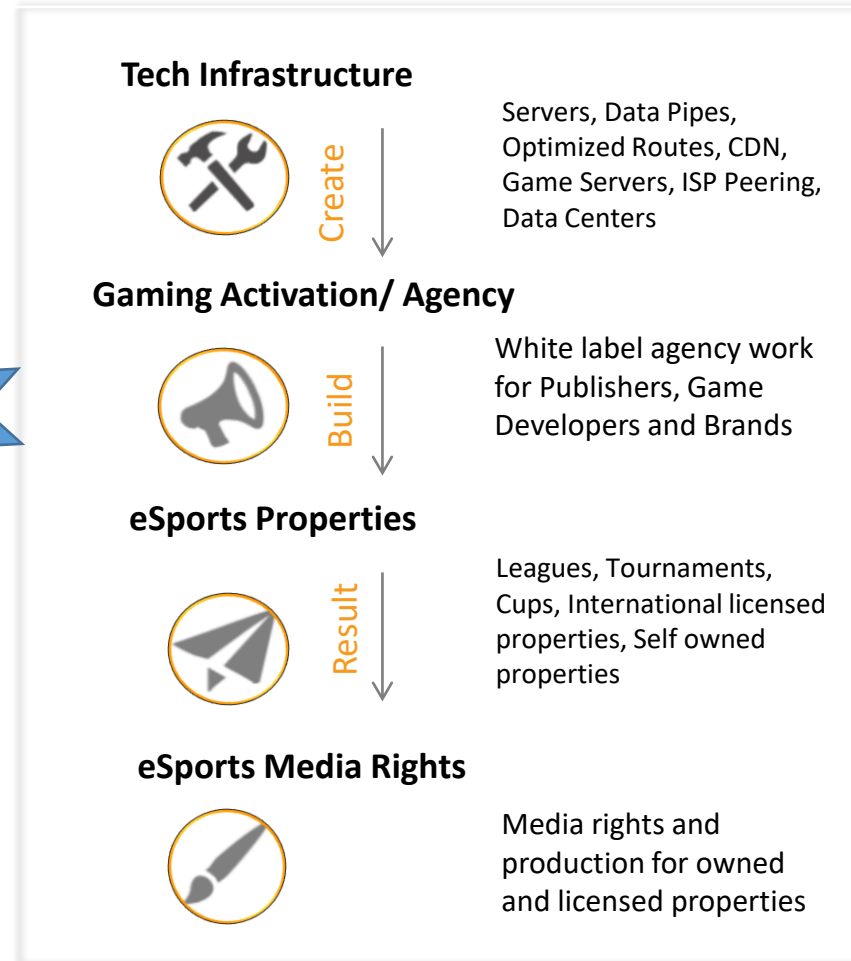 Tech Infrastructure
Create
Servers, Data Pipes,
Optimized Routes, CDN,
Game Servers, ISP Peering,
Data Centers
Gaming Activation/ Agency
Build
White label agency work
for Publishers, Game
Developers and Brands
eSports Properties
Result
Leagues, Tournaments,
Cups, International licensed
properties, Self owned
properties
eSports Media Rights
Media rights and
production for owned
and licensed properties